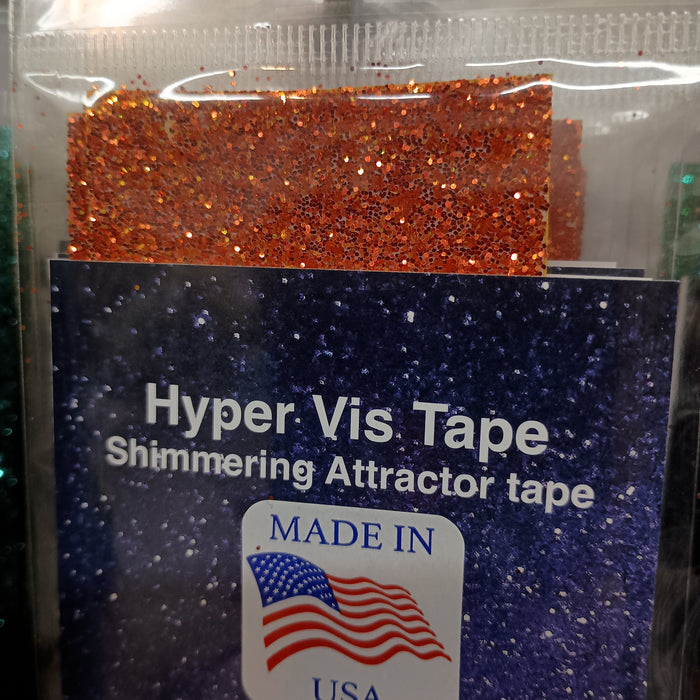 Hyper Vis Tape
Shimmering Attractor tape
MADE IN
USA